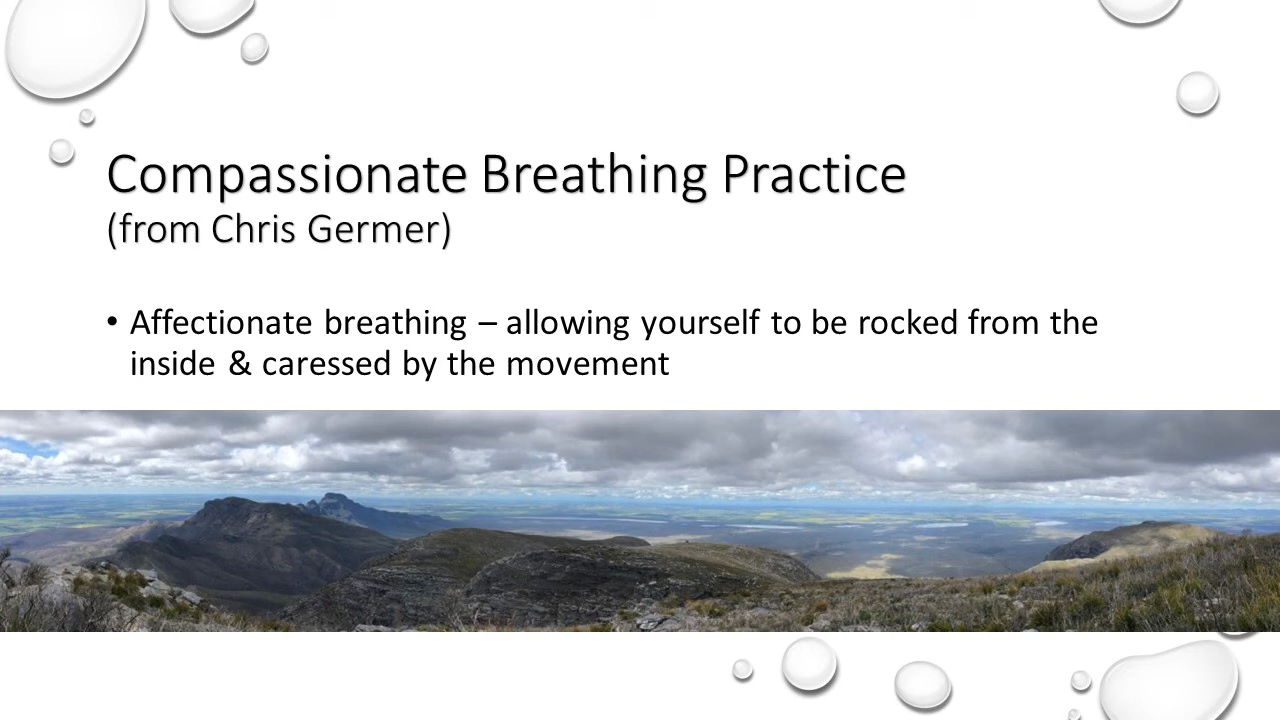 Compassionate Breathing Practice
(from Chris Germer)
• Affectionate breathing – allowing yourself to be rocked from the
inside & caressed by the movement